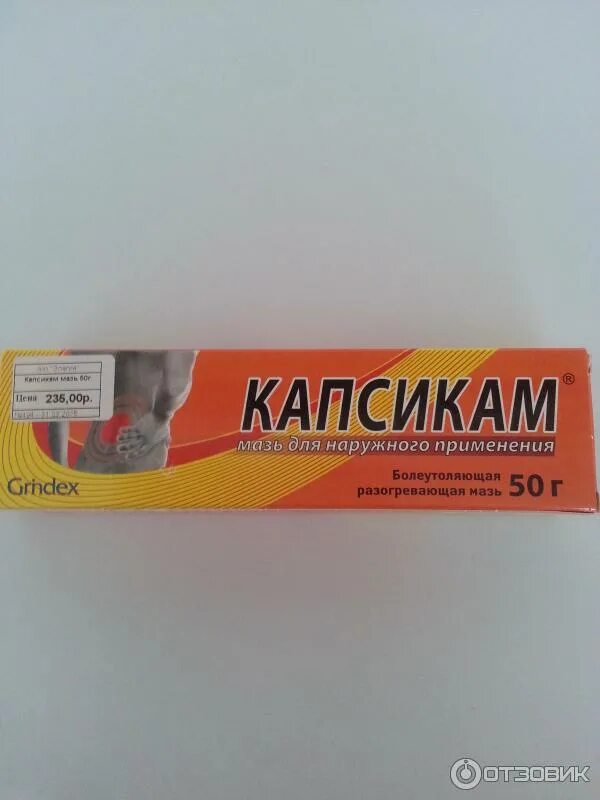 Капсикам мазь 50г
Цена 235,00р.
Grindex
КАПСИКАМ®
мазь для наружного применения
Болеутоляющая
разогревающая мазь 50 г
ОТЗОВИК